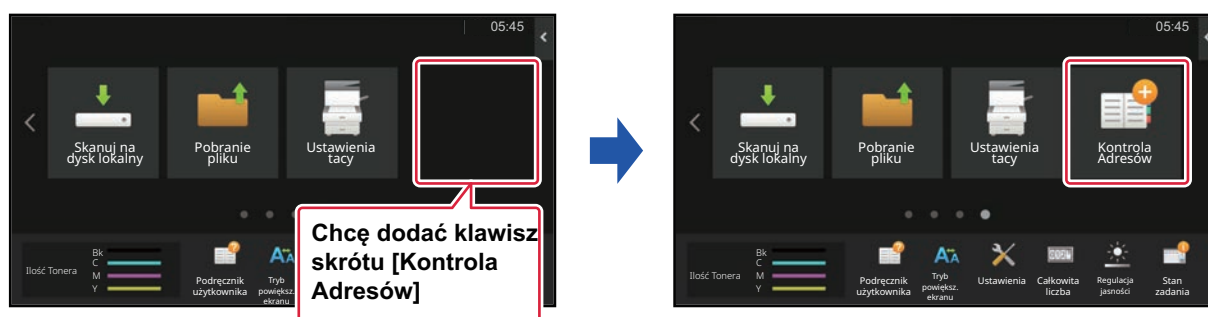 05:45
Skanuj na
dysk lokalny
Pobranie
pliku
Ustawienia
tacy
Chcę dodać klawisz
skrótu [Kontrola
Adresów]
Ilość Tonera
Bk
C
M
Y
Podręcznik
użytkownika
Tryb
powiększ.
ekranu
05:45
Skanuj na
dysk lokalny
Pobranie
pliku
Ustawienia
tacy
Kontrola
Adresów
Ilość Tonera
Bk
C
M
Y
Podręcznik
użytkownika
Tryb
powiększ.
ekranu
Ustawienia
Całkowita
liczba
Regulacja
jasności
Stan
zadania